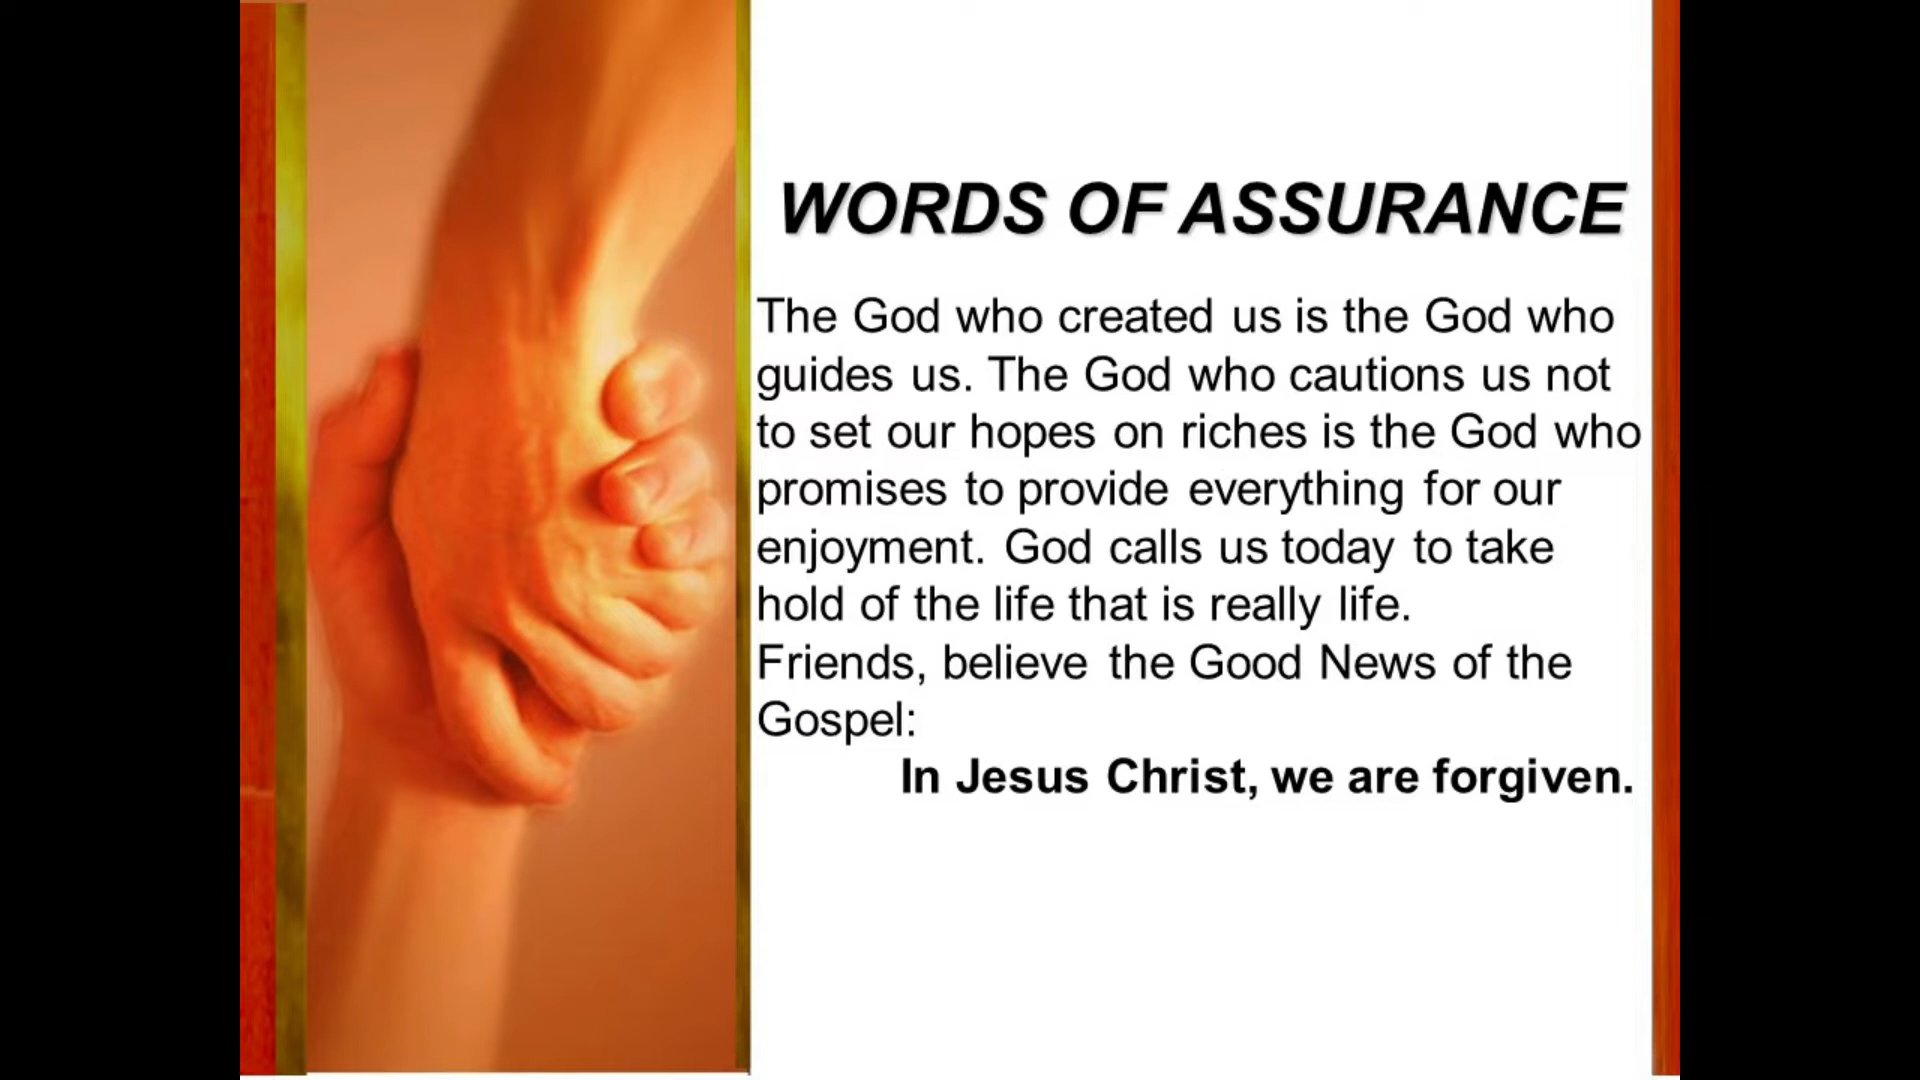 WORDS OF ASSURANCE
The God who created us is the God who
guides us. The God who cautions us not
to set our hopes on riches is the God who
promises to provide everything for our
enjoyment. God calls us today to take
hold of the life that is really life.
Friends, believe the Good News of the
Gospel:
In Jesus Christ, we are forgiven.